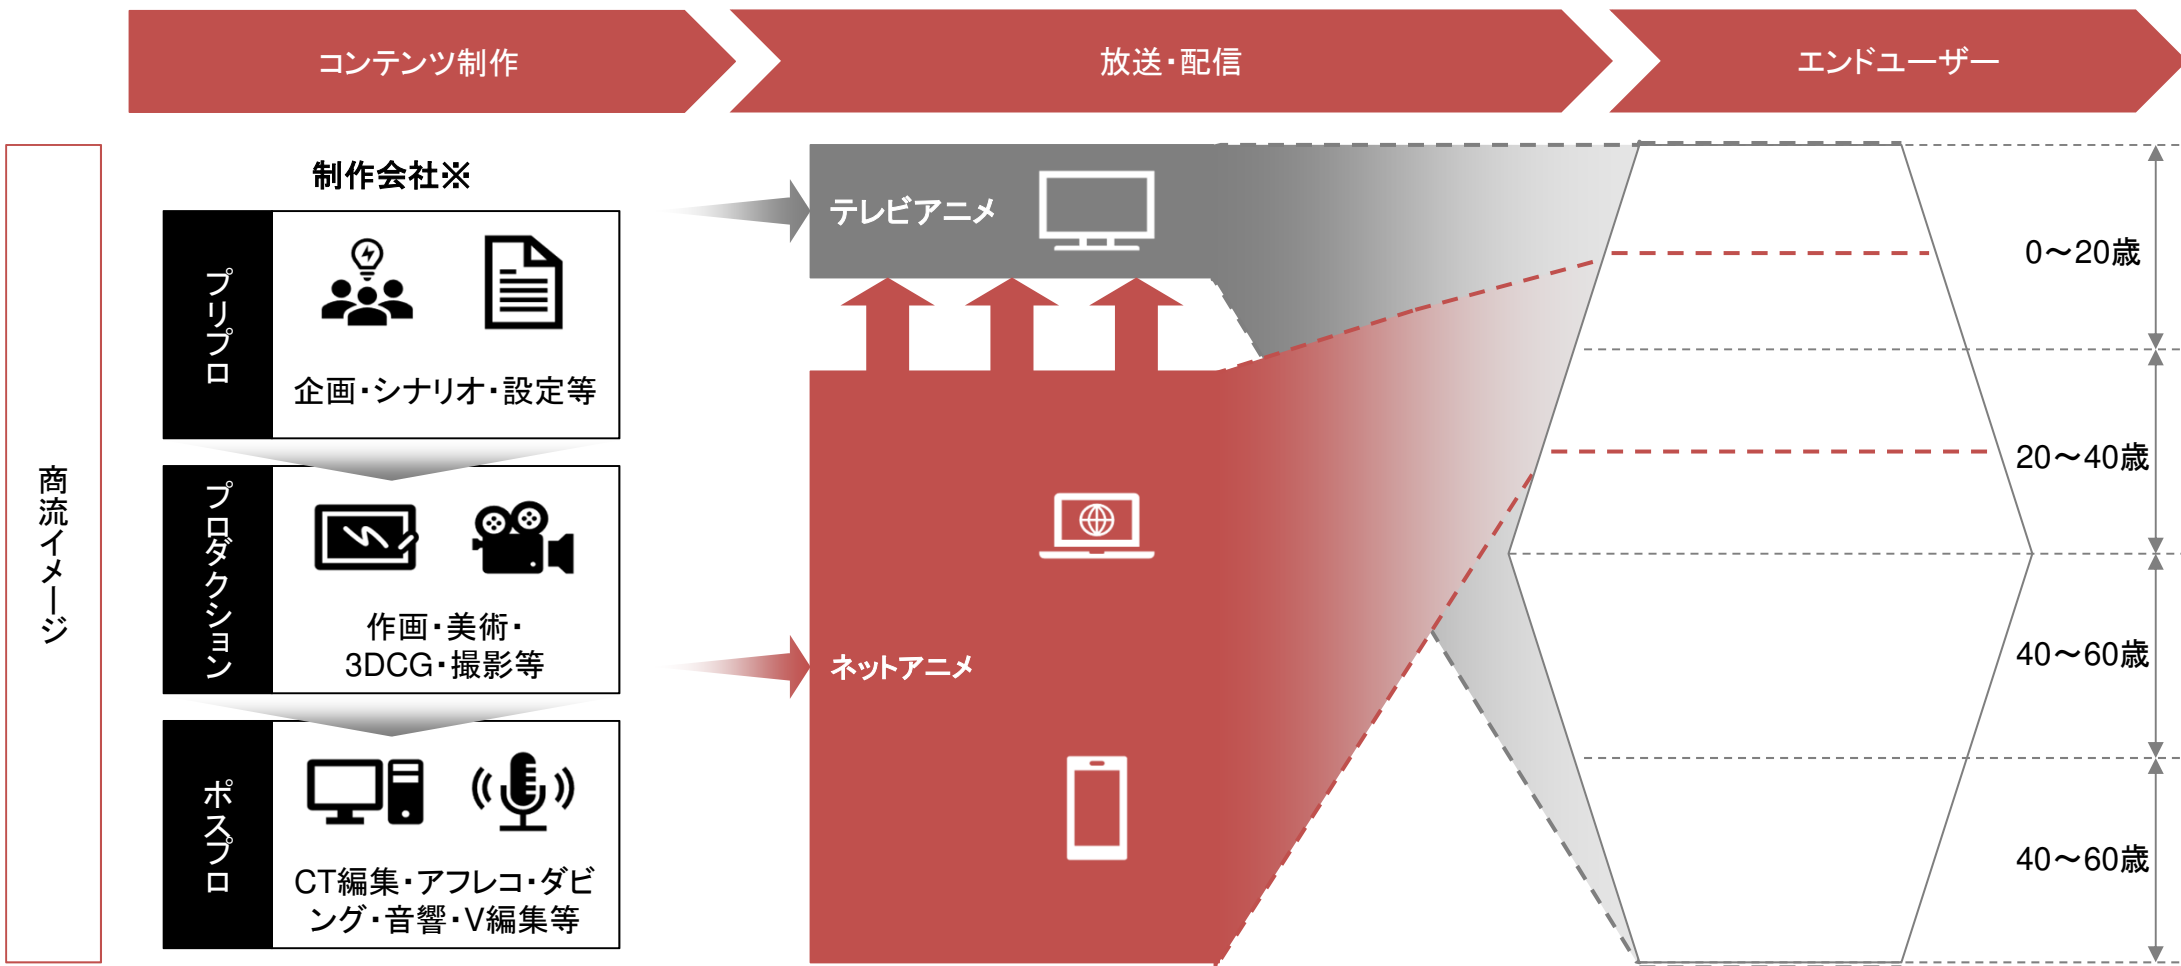 コンテンツ制作
放送・配信
エンドユーザー
商流イメージ
制作会社※
プリプロ
企画・シナリオ・設定等
プロダクション
作画・美術・
3DCG・撮影等
ポスプロ
CT編集・アフレコ・ダビ
ング・音響・V編集等
テレビアニメ
ネットアニメ
0～20歳
20～40歳
40～60歳
40～60歳